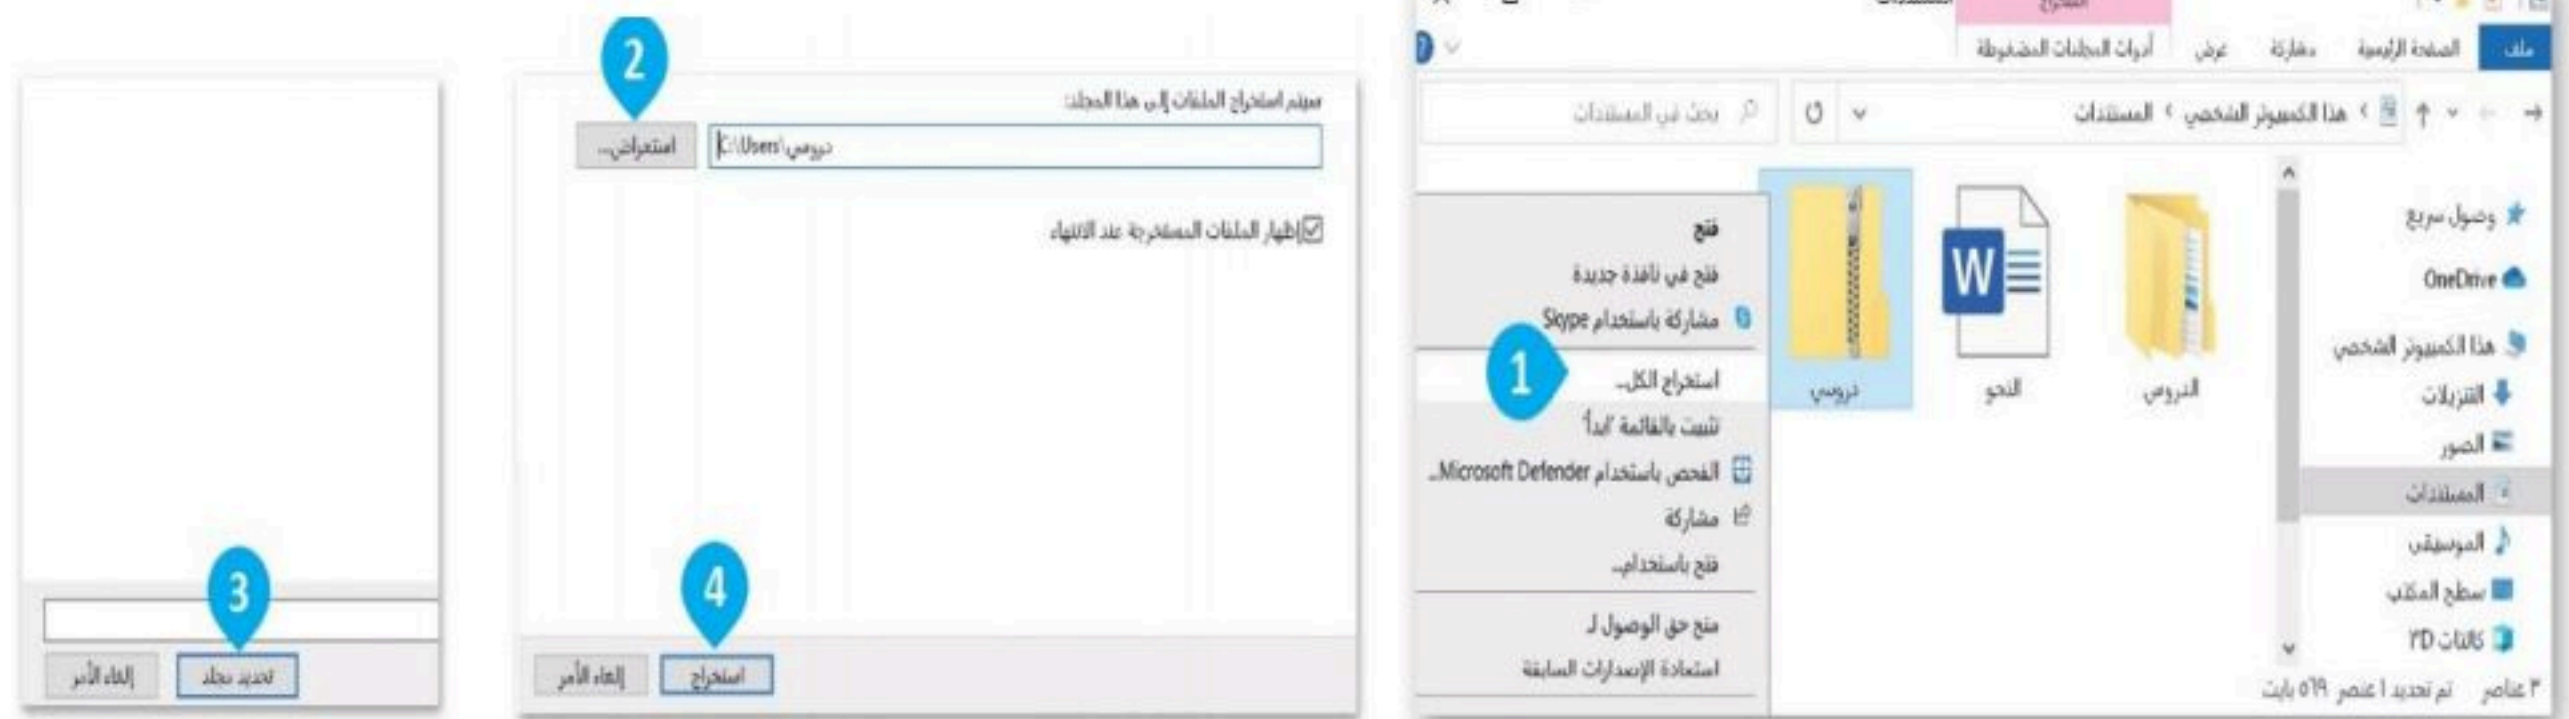 المستندات
ملف
الصفحة الرئيسية
مشاركة
عرض
أدوات المجلدات المضغوطة
هذا الكمبيوتر الشخصي > المستندات
بحث في المستندات
وصول سريع
OneDrive
هذا الكمبيوتر الشخصي
التنزيلات
الصور
المستندات
الموسيقى
سطح المكتب
كائنات ٣D
٣ عناصر تم تحديد ١ عنصر ٥٦٩ بايت
الدروس
النحو
دروسي
فتح
فتح في نافذة جديدة
مشاركة باستخدام Skype
1
استخراج الكل...
تثبيت بالقائمة "ابدأ"
الفحص باستخدام Microsoft Defender...
مشاركة
فتح باستخدام...
منح حق الوصول لـ
استعادة الإصدارات السابقة
2
سيتم استخراج الملفات إلى هذا المجلد:
C:\Users\دروسي
استعراض...
إظهار الملفات المستخرجة عند الانتهاء
4
استخراج
إلغاء الأمر
3
تحديد مجلد
إلغاء الأمر